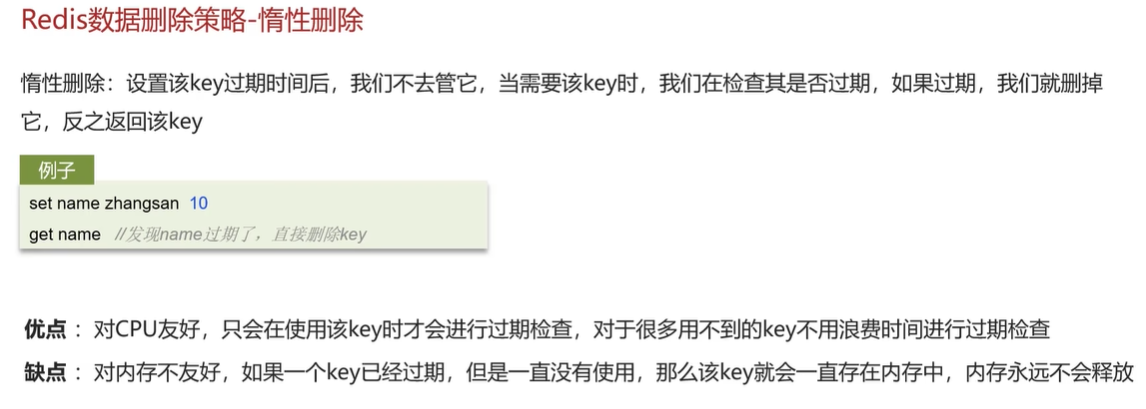 Redis数据删除策略-惰性删除
惰性删除：设置该key过期时间后，我们不去管它，当需要该key时，我们在检查其是否过期，如果过期，我们就删掉
它，反之返回该key
例子
set name zhangsan 10
get name //发现name过期了，直接删除key
优点 ：对CPU友好，只会在使用该key时才会进行过期检查，对于很多用不到的key不用浪费时间进行过期检查
缺点 ：对内存不友好，如果一个key已经过期，但是一直没有使用，那么该key就会一直存在内存中，内存永远不会释放